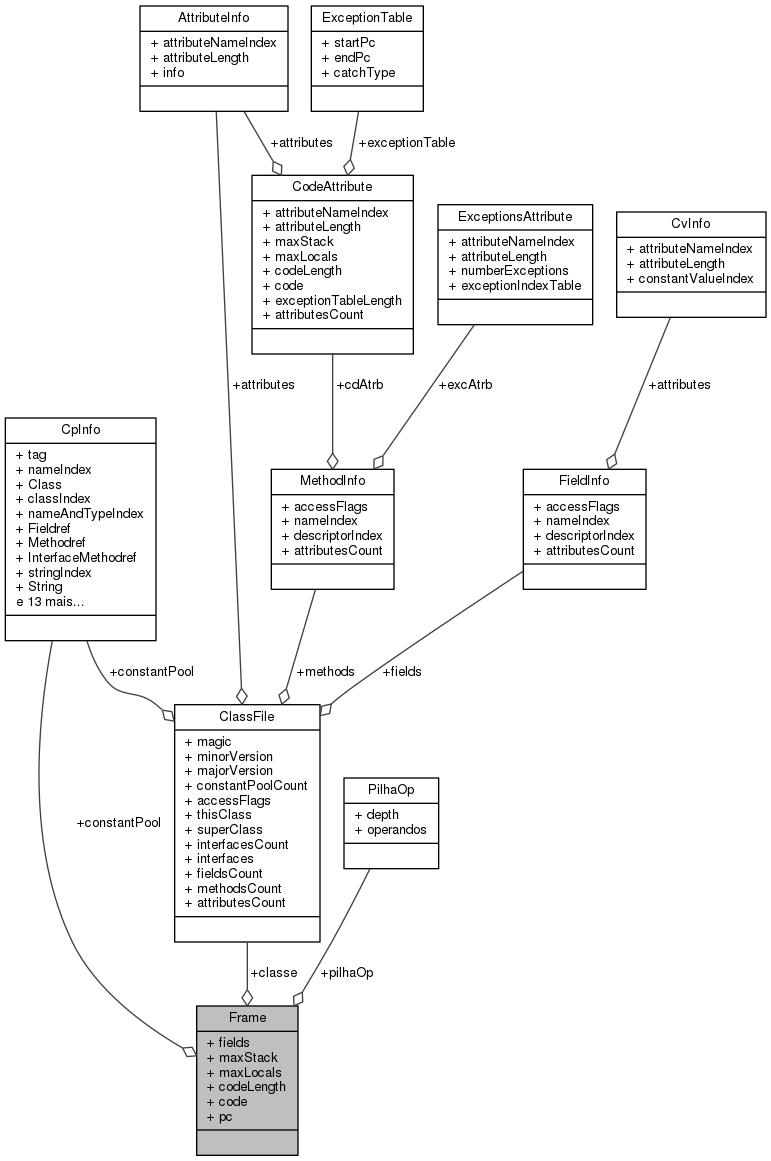 AttributeInfo
+ attributeNameIndex
+ attributeLength
+ info
ExceptionTable
+ startPc
+ endPc
+ catchType
+attributes
+exceptionTable
CodeAttribute
+ attributeNameIndex
+ attributeLength
+ maxStack
+ maxLocals
+ codeLength
+ code
+ exceptionTableLength
+ attributesCount
ExceptionsAttribute
+ attributeNameIndex
+ attributeLength
+ numberExceptions
+ exceptionIndexTable
CvInfo
+ attributeNameIndex
+ attributeLength
+ constantValueIndex
+attributes
+cdAtrb
+excAtrb
+attributes
CpInfo
+ tag
+ nameIndex
+ Class
+ classIndex
+ nameAndTypeIndex
+ Fieldref
+ Methodref
+ InterfaceMethodref
+ stringIndex
+ String
e 13 mais...
MethodInfo
+ accessFlags
+ nameIndex
+ descriptorIndex
+ attributesCount
FieldInfo
+ accessFlags
+ nameIndex
+ descriptorIndex
+ attributesCount
+constantPool
+methods
+fields
ClassFile
+ magic
+ minorVersion
+ majorVersion
+ constantPoolCount
+ accessFlags
+ thisClass
+ superClass
+ interfacesCount
+ interfaces
+ fieldsCount
+ methodsCount
+ attributesCount
PilhaOp
+ depth
+ operandos
+constantPool
+classe
+pilhaOp
Frame
+ fields
+ maxStack
+ maxLocals
+ codeLength
+ code
+ pc